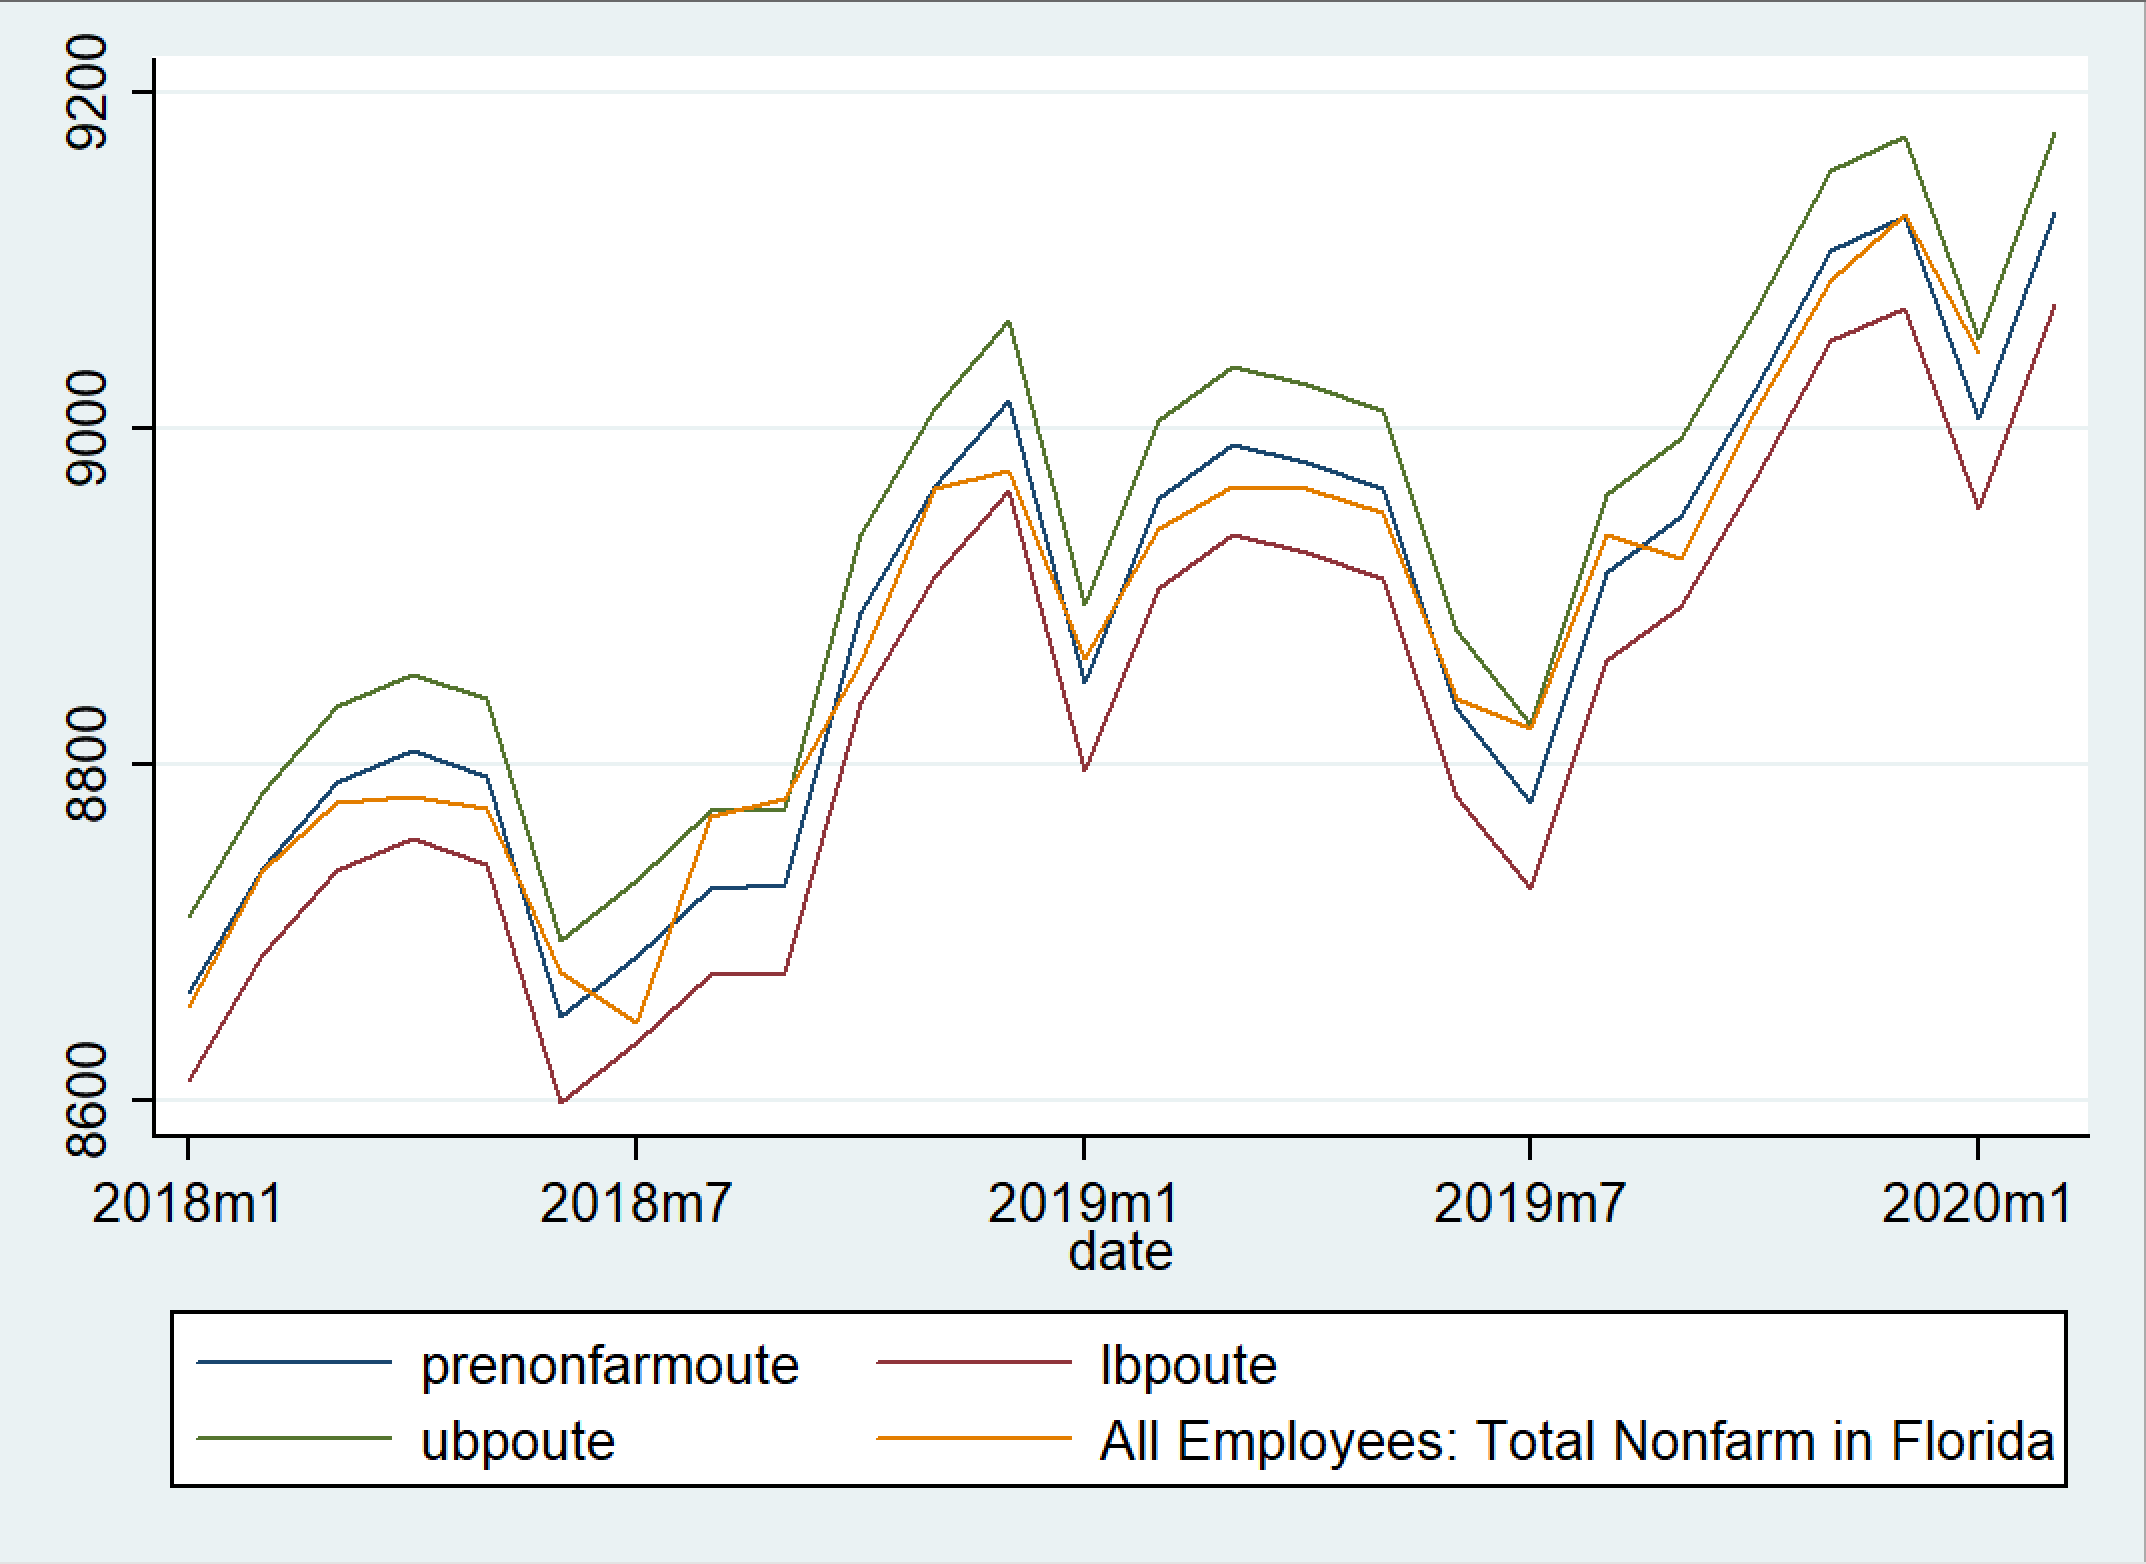 9200
9000
8800
8600
2018m1 2018m7 2019m1 2019m7 2020m1
date
prenonfarmoute lbpoute
ubpoute All Employees: Total Nonfarm in Florida